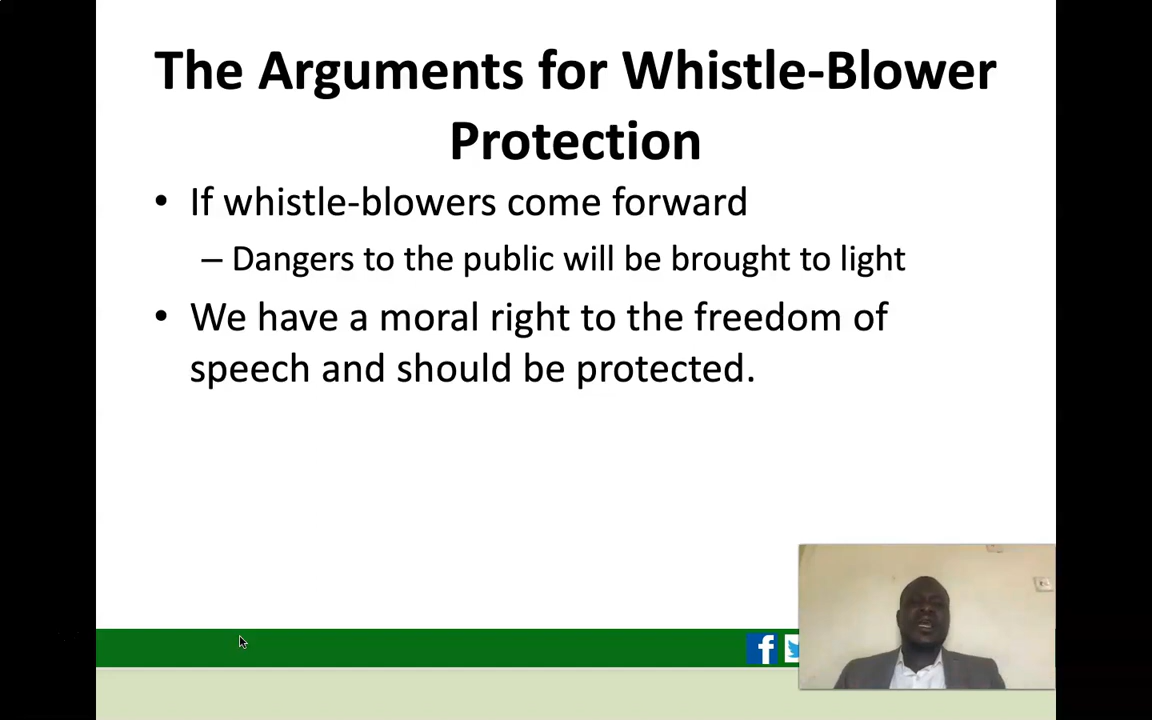 The Arguments for Whistle-Blower
Protection
• If whistle-blowers come forward
– Dangers to the public will be brought to light
• We have a moral right to the freedom of
speech and should be protected.